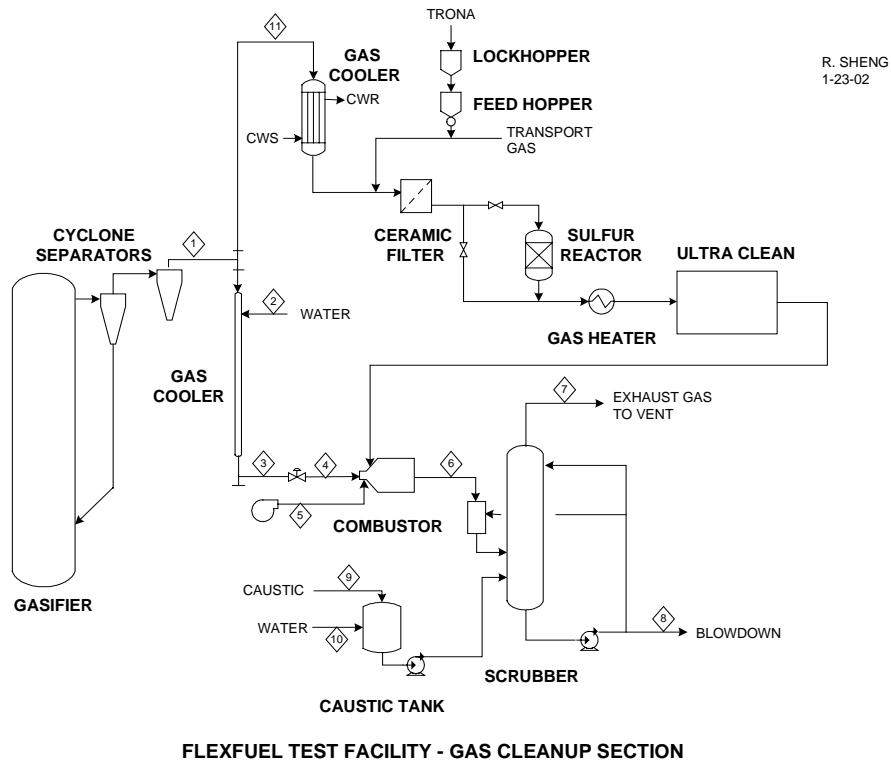 11
TRONA
GAS
COOLER
LOCKHOPPER
R. SHENG
1-23-02
CWR
FEED HOPPER
CWS
TRANSPORT
GAS
1
CYCLONE
SEPARATORS
CERAMIC
FILTER
SULFUR
REACTOR
ULTRA CLEAN
2
WATER
GAS HEATER
GAS
COOLER
7
EXHAUST GAS
TO VENT
3
4
6
5
COMBUSTOR
GASIFIER
CAUSTIC
9
WATER
10
8
BLOWDOWN
SCRUBBER
CAUSTIC TANK
FLEXFUEL TEST FACILITY - GAS CLEANUP SECTION